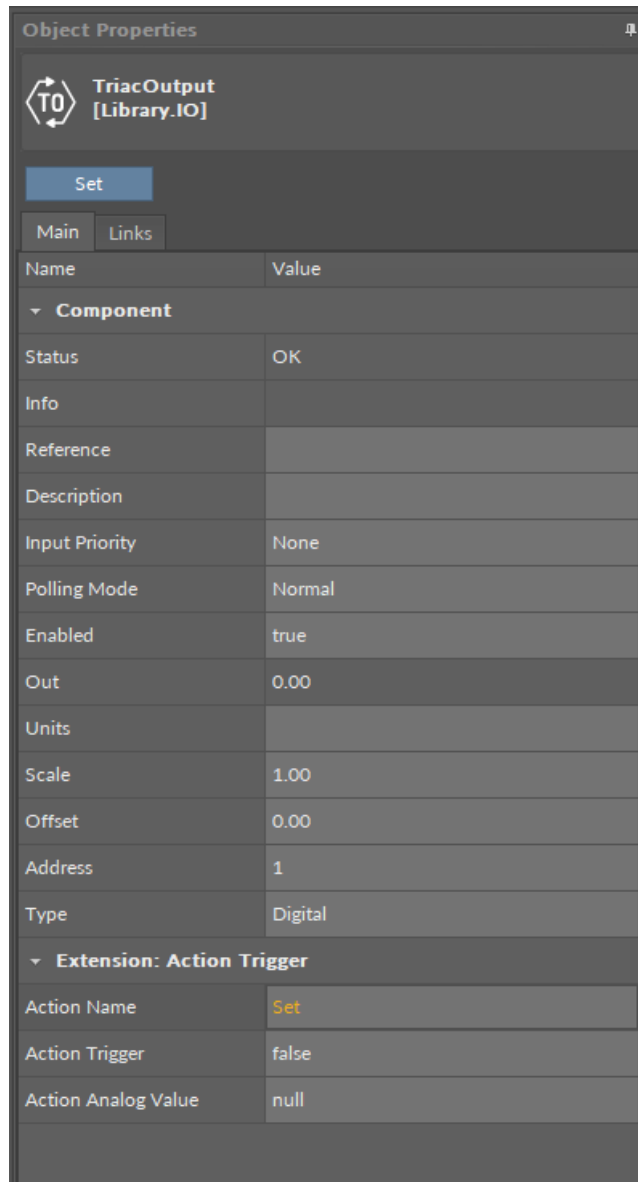 Object Properties
TO
TriacOutput
[Library.IO]
Set
Main Links
Name Value
Component
Status OK
Info
Reference
Description
Input Priority None
Polling Mode Normal
Enabled true
Out 0.00
Units
Scale 1.00
Offset 0.00
Address 1
Type Digital
Extension: Action Trigger
Action Name Set
Action Trigger false
Action Analog Value null